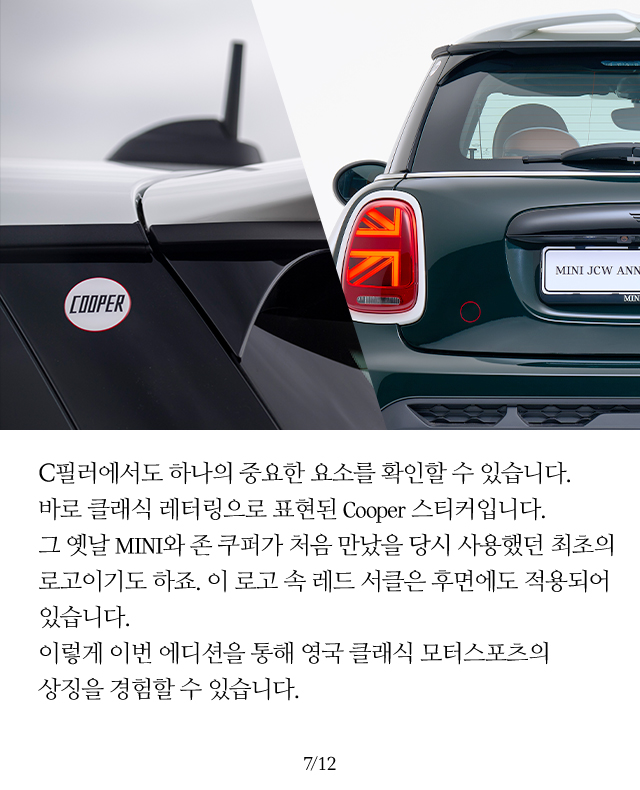 COOPER
MINI JCW ANN
MINI
C필러에서도 하나의 중요한 요소를 확인할 수 있습니다.
바로 클래식 레터링으로 표현된 Cooper 스티커입니다.
그 옛날 MINI와 존 쿠퍼가 처음 만났을 당시 사용했던 최초의
로고이기도 하죠. 이 로고 속 레드 서클은 후면에도 적용되어
있습니다.
이렇게 이번 에디션을 통해 영국 클래식 모터스포츠의
상징을 경험할 수 있습니다.
7/12